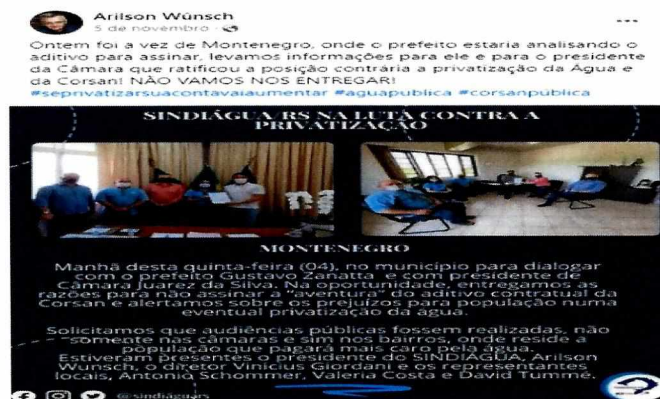 Arilson Wünsch
5 de novembro ·
Ontem foi a vez de Montenegro, onde o prefeito estaria analisando o
aditivo para assinar, levamos informações para ele e para o presidente
da Câmara que ratificou a posição contrária a privatização da Água e
da Corsan! NÃO VAMOS NOS ENTREGAR!
#seprivatizarsuacontavaiaumentar #aguapublica #corsanpública
SINDIÁGUA/RS NA LUTA CONTRA A
PRIVATIZAÇÃO
MONTENEGRO
Manhã desta quinta-feira (04), no município para dialogar
com o prefeito Gustavo Zanatta e com presidente de
Câmara Juarez da Silva. Na oportunidade, entregamos as
razões para não assinar a "aventura" do aditivo contratual da
Corsan e alertamos sobre os prejuízos para população numa
eventual privatização da água.
Solicitamos que audiências públicas fossem realizadas, não
somente nas câmaras e sim nos bairros, onde reside a
população que pagará mais caro pela água.
Estiveram presentes o presidente do SINDIÁGUA, Arilson
Wunsch, o diretor Vinicius Giordani e os representantes
locais, Antonio Schommer, Valeria Costa e David Tummé.
@sindiáguars